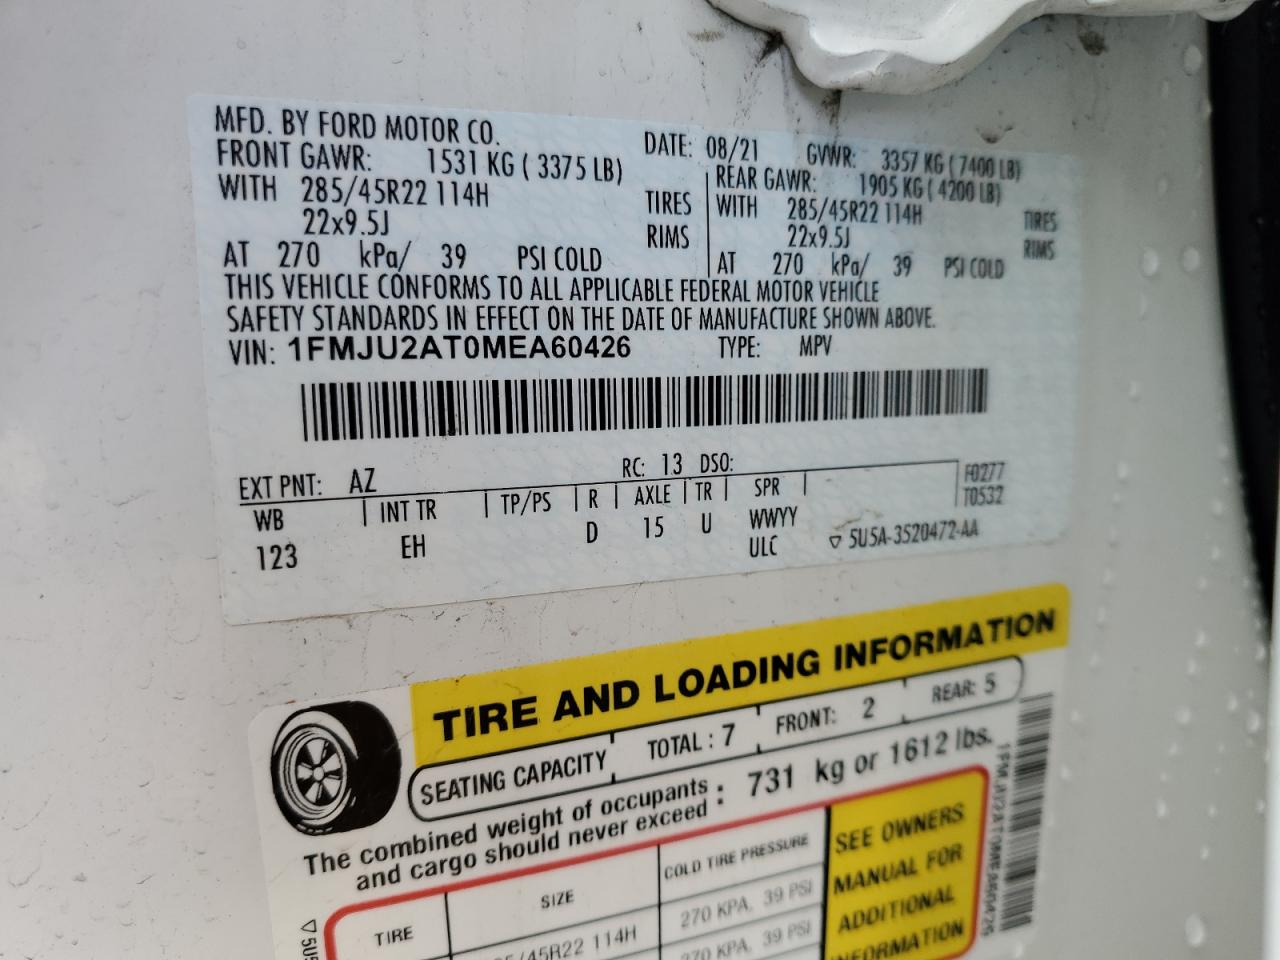 MFD. BY FORD MOTOR CO.
DATE: 08/21 GVWR: 3357 KG ( 7400 LB)
FRONT GAWR: 1531 KG ( 3375 LB)
WITH 285/45R22 114H TIRES
22x9.5J RIMS
AT 270 kPa/ 39 PSI COLD
REAR GAWR: 1905 KG ( 4200 LB)
WITH 285/45R22 114H TIRES
22x9.5J RIMS
AT 270 kPa/ 39 PSI COLD
THIS VEHICLE CONFORMS TO ALL APPLICABLE FEDERAL MOTOR VEHICLE
SAFETY STANDARDS IN EFFECT ON THE DATE OF MANUFACTURE SHOWN ABOVE.
VIN: 1FMJU2AT0MEA60426 TYPE: MPV
EXT PNT: AZ RC: 13 DSO:
WB INT TR TP/PS R AXLE TR SPR F0277
T0532
123 EH D 15 U WWYY
ULC ▽ 5U5A-3520472-AA
TIRE AND LOADING INFORMATION
SEATING CAPACITY TOTAL : 7 FRONT: 2 REAR: 5
The combined weight of occupants
and cargo should never exceed : 731 kg or 1612 lbs.
TIRE SIZE COLD TIRE PRESSURE
/45R22 114H 270 KPA, 39 PSI
270 KPA, 39 PSI
SEE OWNERS
MANUAL FOR
ADDITIONAL
INFORMATION
1FMJU2AT0MEA60426
▽5U5